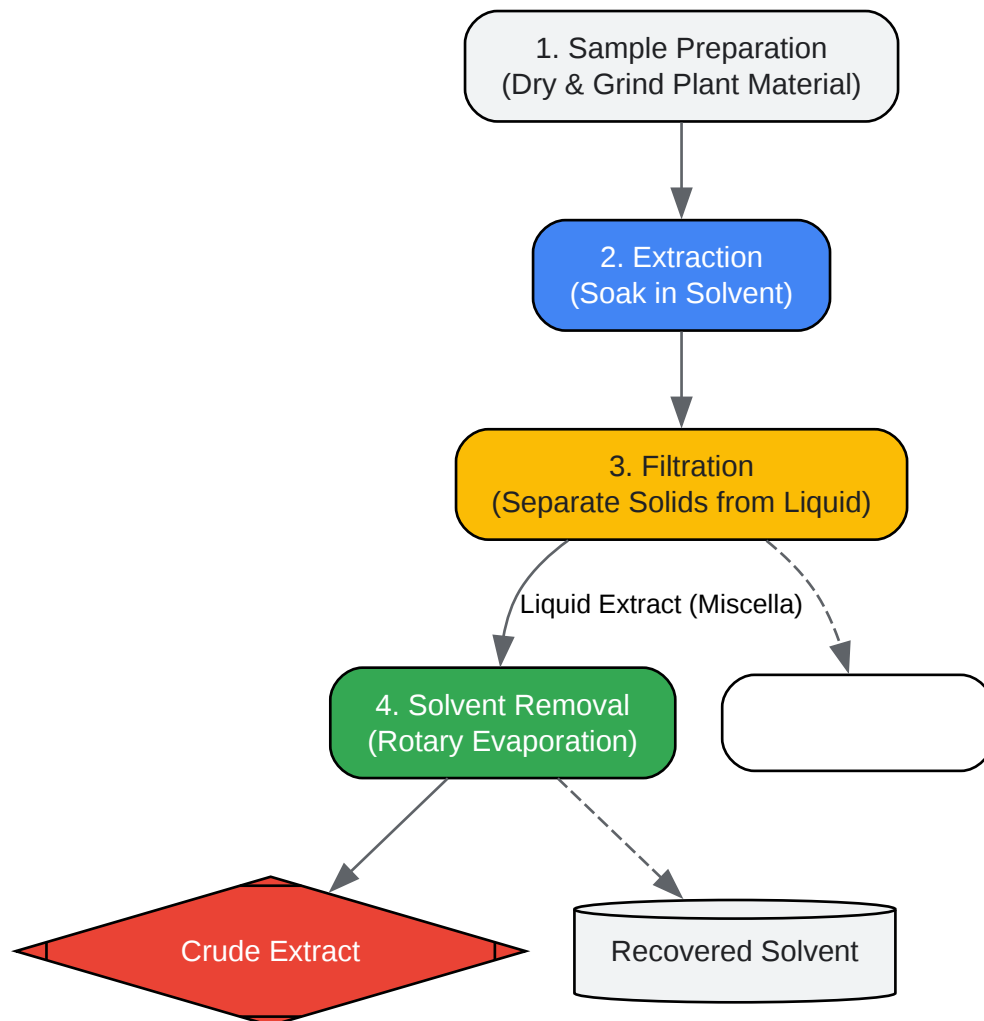 1. Sample Preparation
(Dry & Grind Plant Material)
2. Extraction
(Soak in Solvent)
3. Filtration
(Separate Solids from Liquid)
Liquid Extract (Miscella)
4. Solvent Removal
(Rotary Evaporation)
Crude Extract
Recovered Solvent